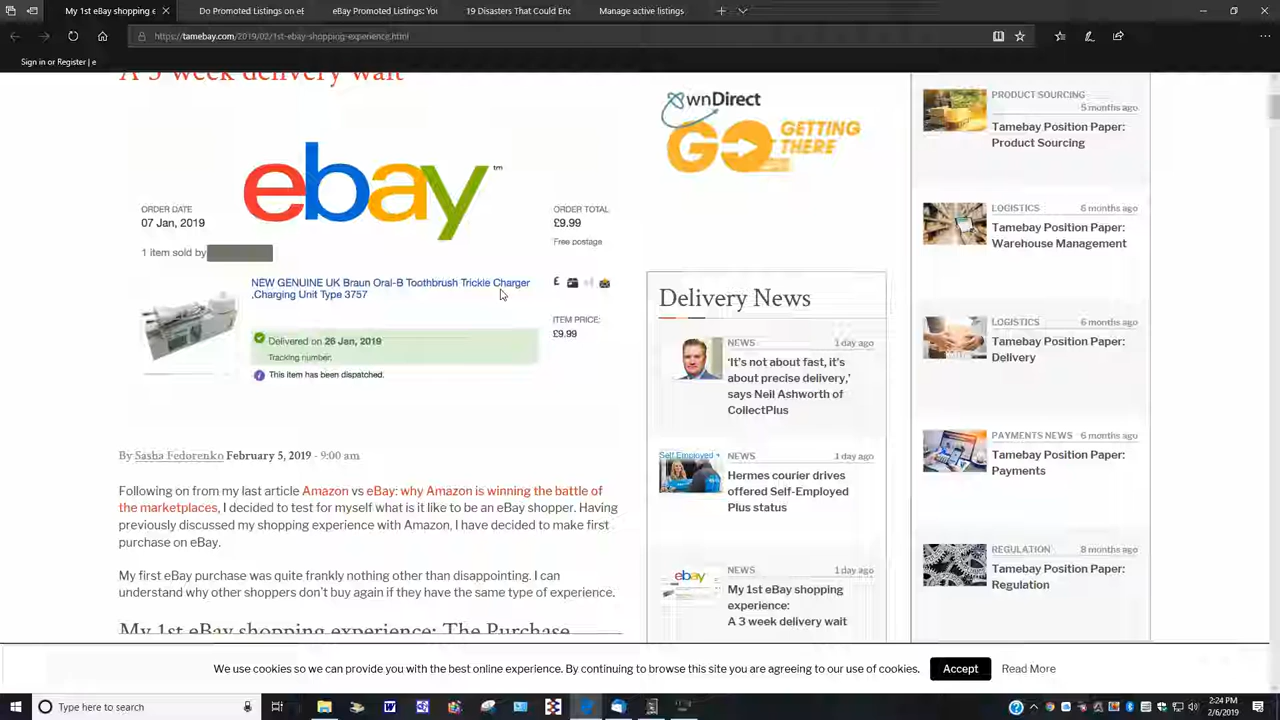 My 1st eBay shopping e
Do Promoted Listings on el
eBay Promoted Listings: You
19 Disasters That Could En
Manage active listings
https://tamebay.com/2019/02/1st-ebay-shopping-experience.html
Sign in or Register | e
A 3 week delivery wait
ebay™
ORDER DATE
07 Jan, 2019
ORDER TOTAL
£9.99
Free postage
1 item sold by
NEW GENUINE UK Braun Oral-B Toothbrush Trickle Charger
,Charging Unit Type 3757
£
ITEM PRICE:
£9.99
Delivered on 26 Jan, 2019
Tracking number.
This item has been dispatched.
By Sasha Fedorenko February 5, 2019 - 9:00 am
Following on from my last article Amazon vs eBay: why Amazon is winning the battle of
the marketplaces, I decided to test for myself what is it like to be an eBay shopper. Having
previously discussed my shopping experience with Amazon, I have decided to make first
purchase on eBay.
My first eBay purchase was quite frankly nothing other than disappointing. I can
understand why other shoppers don't buy again if they have the same type of experience.
My 1st eBay shopping experience: The Purchase
wnDirect
GO GETTING
THERE
Delivery News
NEWS 1 day ago
'It's not about fast, it's
about precise delivery,'
says Neil Ashworth of
CollectPlus
Self Employed +
NEWS 1 day ago
Hermes courier drives
offered Self-Employed
Plus status
ebay
NEWS 1 day ago
My 1st eBay shopping
experience:
A 3 week delivery wait
PRODUCT SOURCING
5 months ago
Tamebay Position Paper:
Product Sourcing
LOGISTICS 6 months ago
Tamebay Position Paper:
Warehouse Management
LOGISTICS 6 months ago
Tamebay Position Paper:
Delivery
PAYMENTS NEWS 6 months ago
Tamebay Position Paper:
Payments
REGULATION 8 months ago
Tamebay Position Paper:
Regulation
We use cookies so we can provide you with the best online experience. By continuing to browse this site you are agreeing to our use of cookies.
Accept
Read More
Type here to search
2:24 PM
2/6/2019